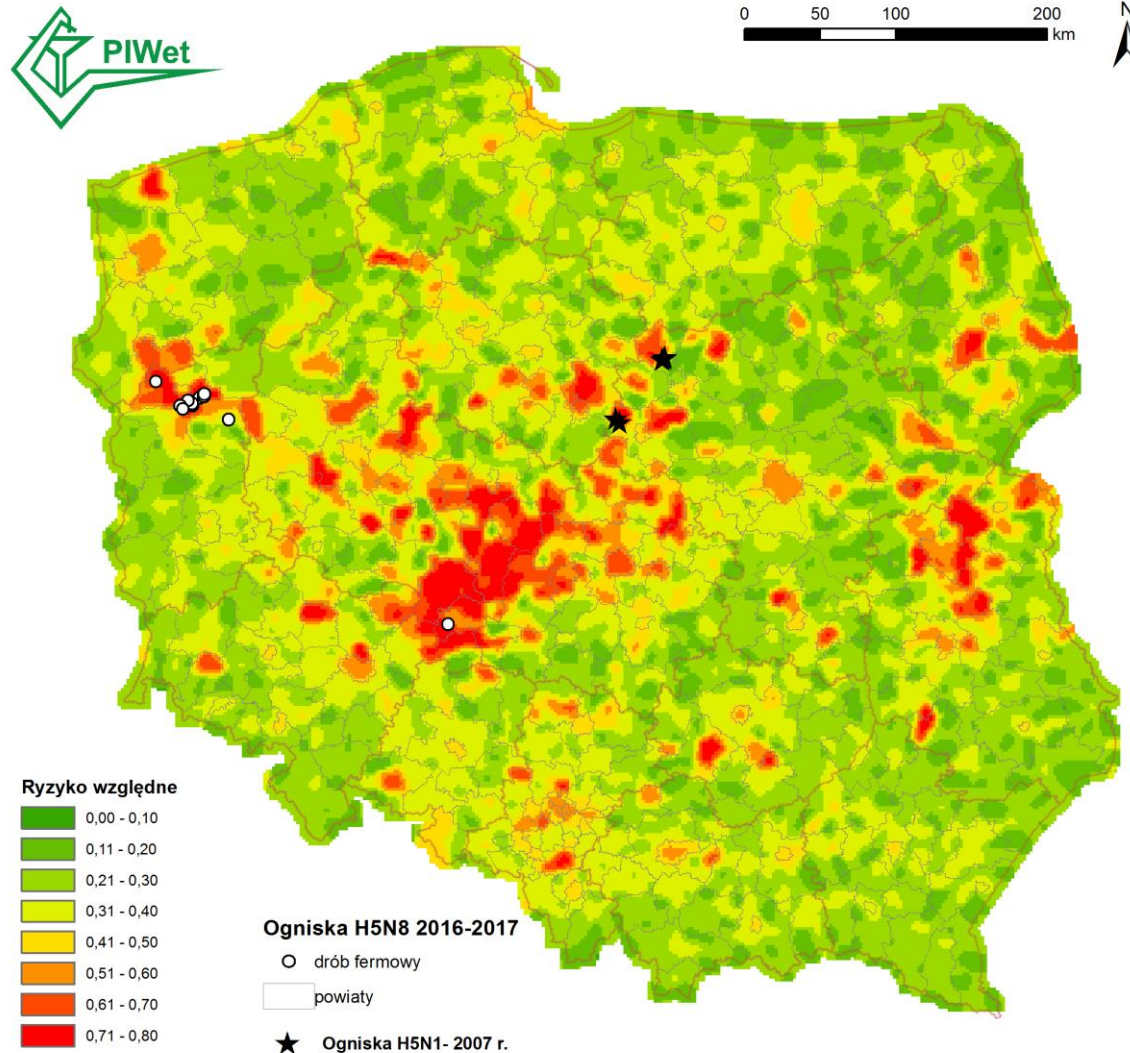 PIWet
0 50 100 200
km
N
Ryzyko względne
0,00 - 0,10
0,11 - 0,20
0,21 - 0,30
0,31 - 0,40
0,41 - 0,50
0,51 - 0,60
0,61 - 0,70
0,71 - 0,80
Ogniska H5N8 2016-2017
drób fermowy
powiaty
Ogniska H5N1- 2007 r.